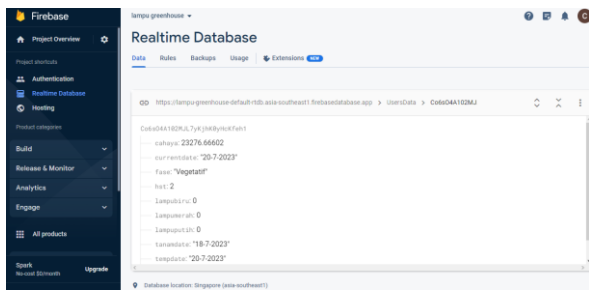 Firebase
Project Overview
Project shortcuts
Authentication
Realtime Database
Hosting
Product categories
Build
Release & Monitor
Analytics
Engage
All products
Spark
No-cost $0/month
Upgrade
lampu greenhouse
C
Realtime Database
Data Rules Backups Usage Extensions NEW
https://lampu-greenhouse-default-rtdb.asia-southeast1.firebasedatabase.app > UsersData > Co6sO4A102MJ
cahaya: 23276.66602
currentdate: "20-7-2023"
fase: "Vegetatif"
hst: 2
lampubiru: 0
lampumerah: 0
lampuputih: 0
tanamdate: "18-7-2023"
tempdate: "20-7-2023"
Database location: Singapore (asia-southeast1)